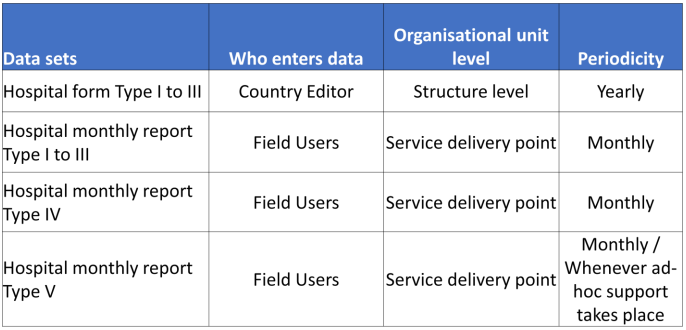 Data sets
Who enters data
Organisational unit
level
Periodicity
Hospital form Type I to III
Country Editor
Structure level
Yearly
Hospital monthly report
Type I to III
Field Users
Service delivery point
Monthly
Hospital monthly report
Type IV
Field Users
Service delivery point
Monthly
Hospital monthly report
Type V
Field Users
Service delivery point
Monthly /
Whenever ad-
hoc support
takes place